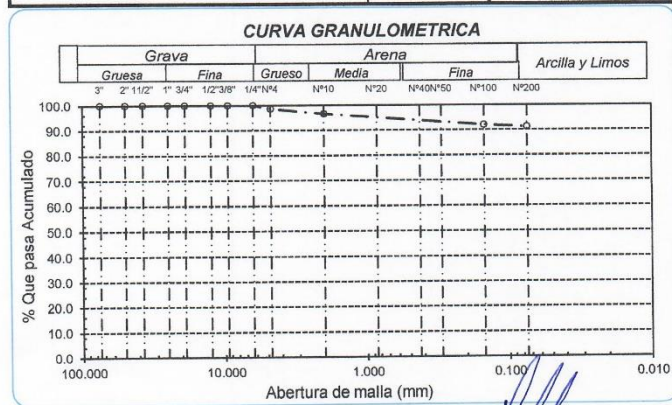 CURVA GRANULOMETRICA
Grava Arena Arcilla y Limos
Gruesa Fina Grueso Media Fina
3" 2" 11/2" 1" 3/4" 1/2" 3/8" 1/4" Nº4 N°10 N°20 Nº40 Nº50 Nº100 Nº200
% Que pasa Acumulado
100.0
90.0
80.0
70.0
60.0
50.0
40.0
30.0
20.0
10.0
0.0
100.000 10.000 1.000 0.100 0.010
Abertura de malla (mm)